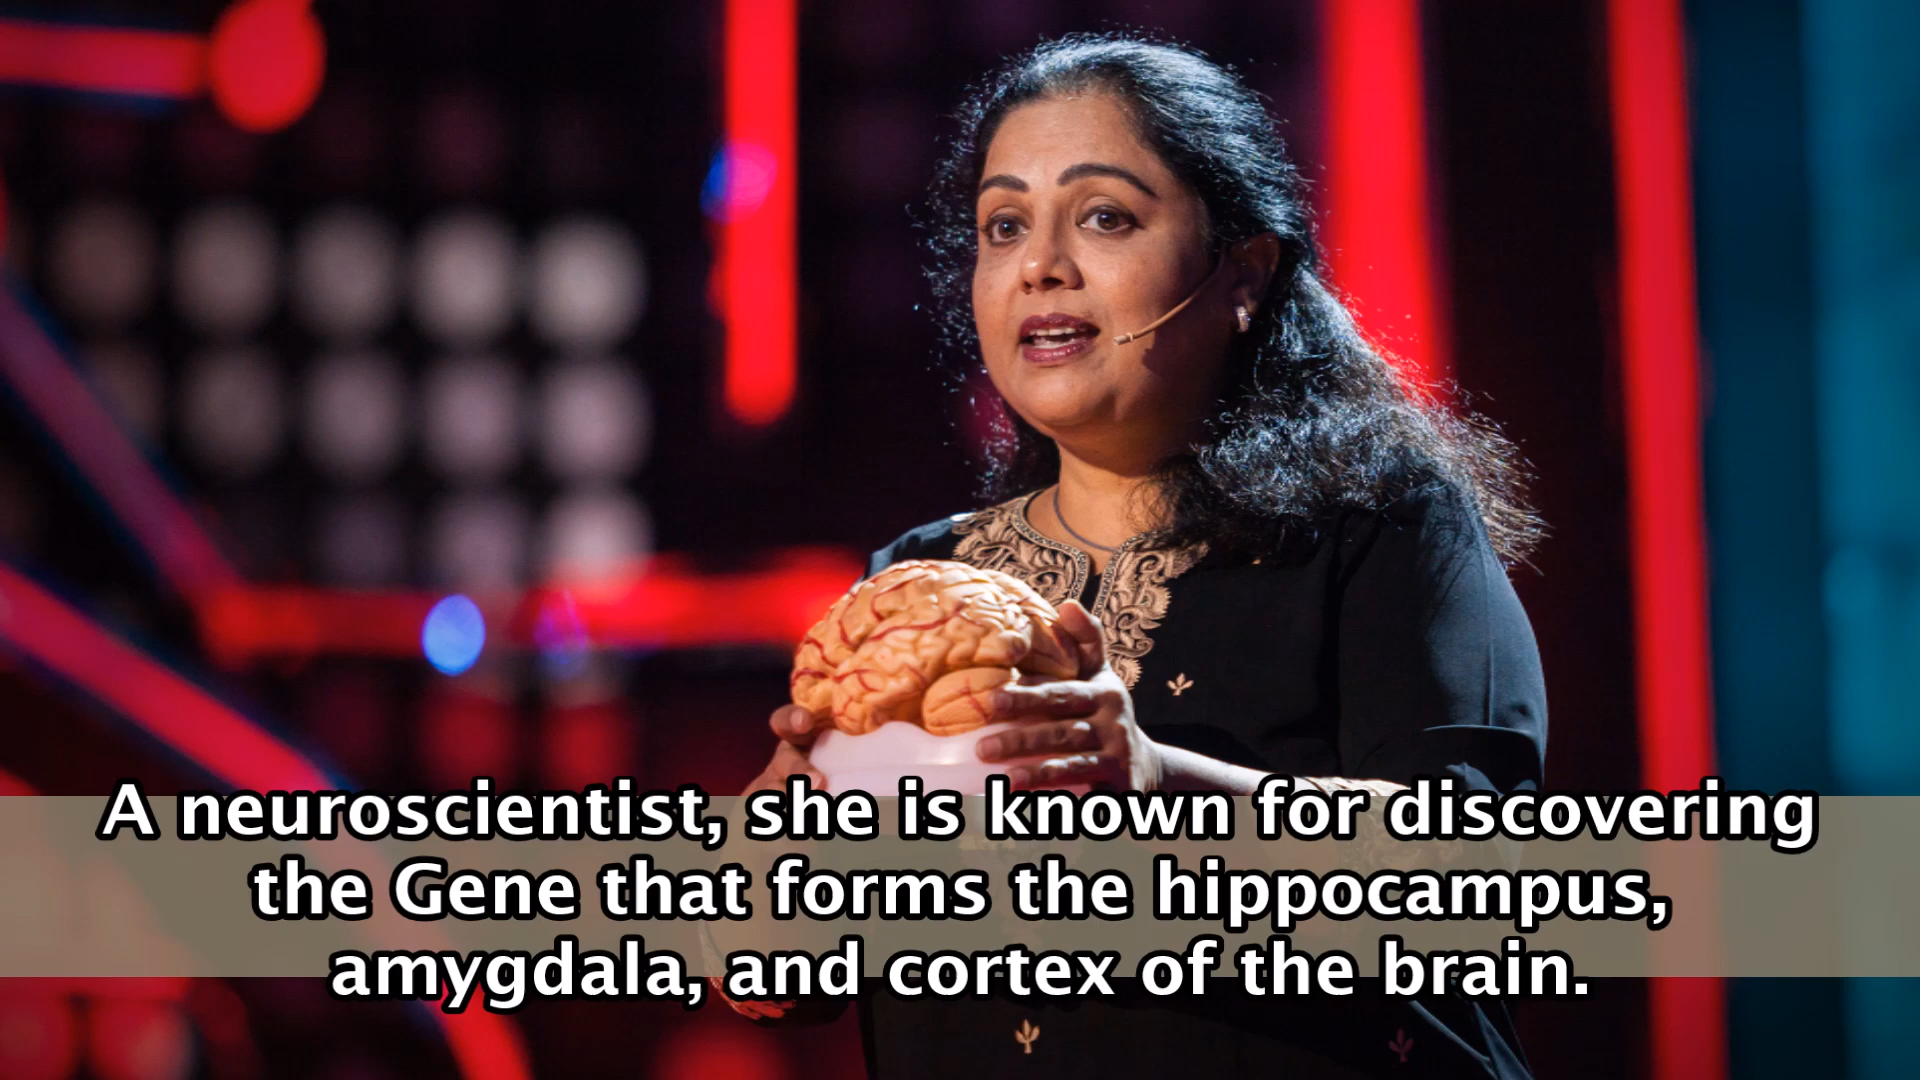 A neuroscientist, she is known for discovering
the Gene that forms the hippocampus,
amygdala, and cortex of the brain.